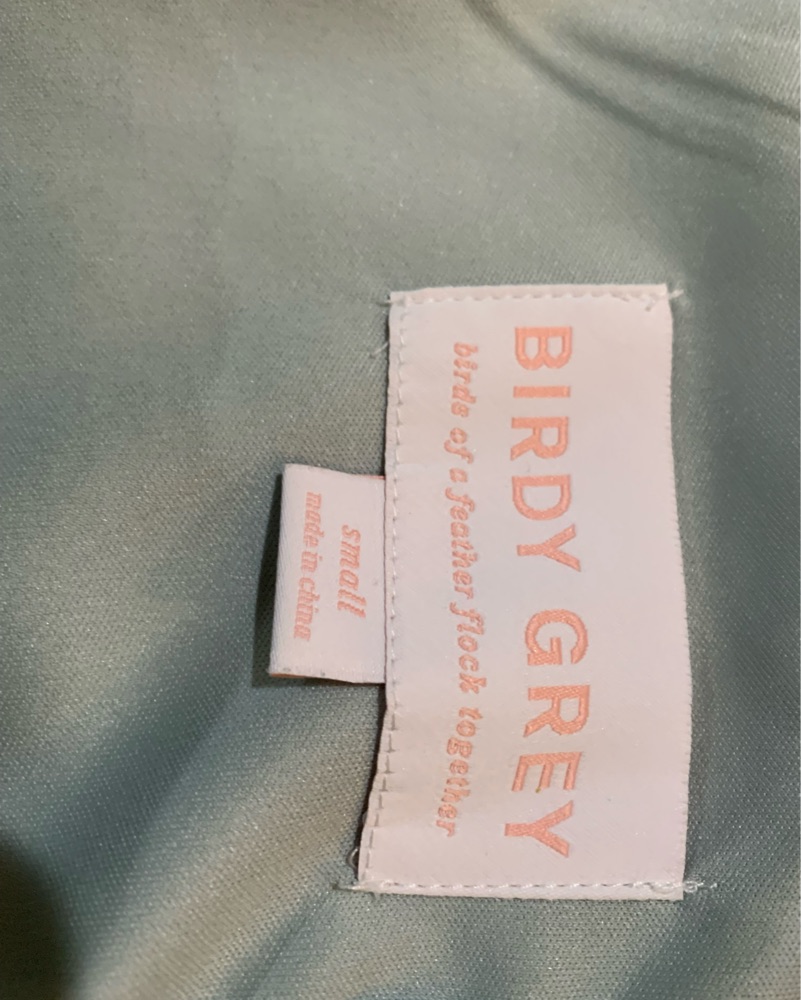 BIRDY GREY
birds of a feather flock together
small
made in china